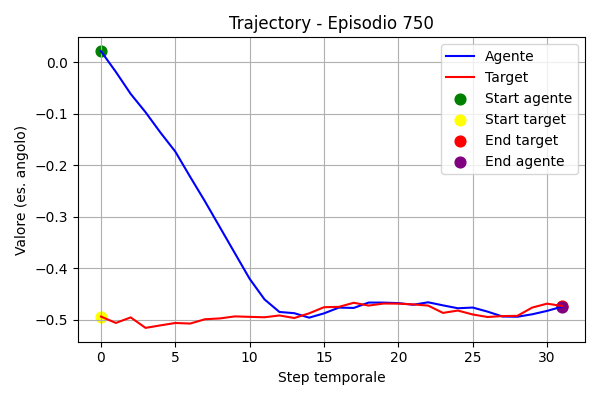 Trajectory - Episodio 750
Valore (es. angolo)
0.0
−0.1
−0.2
−0.3
−0.4
−0.5
0
5
10
15
20
25
30
Step temporale
Agente
Target
Start agente
Start target
End target
End agente